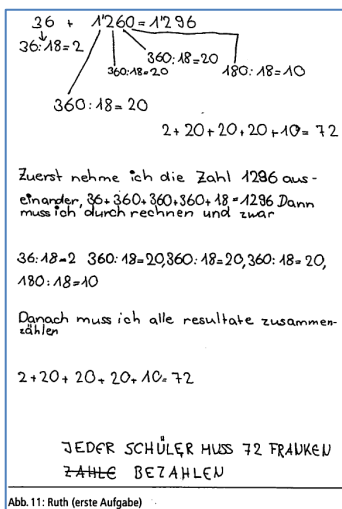 36 + 1'260 = 1'296
36:18=2
360:18=20
360:18=20
180:18=10
360:18=20
2+20+20+20+10=72
Zuerst nehme ich die Zahl 1296 aus-
einander, 36+360+360+360+18=1296 Dann
muss ich durch rechnen und zwar
36:18=2 360:18=20,360:18=20,360:18=20,
180:18=10
Danach muss ich alle resultate zusammen-
zählen
2+20+20+20+10=72
JEDER SCHÜLER MUSS 72 FRANKEN
ZAHLE BEZAHLEN
Abb. 11: Ruth (erste Aufgabe)